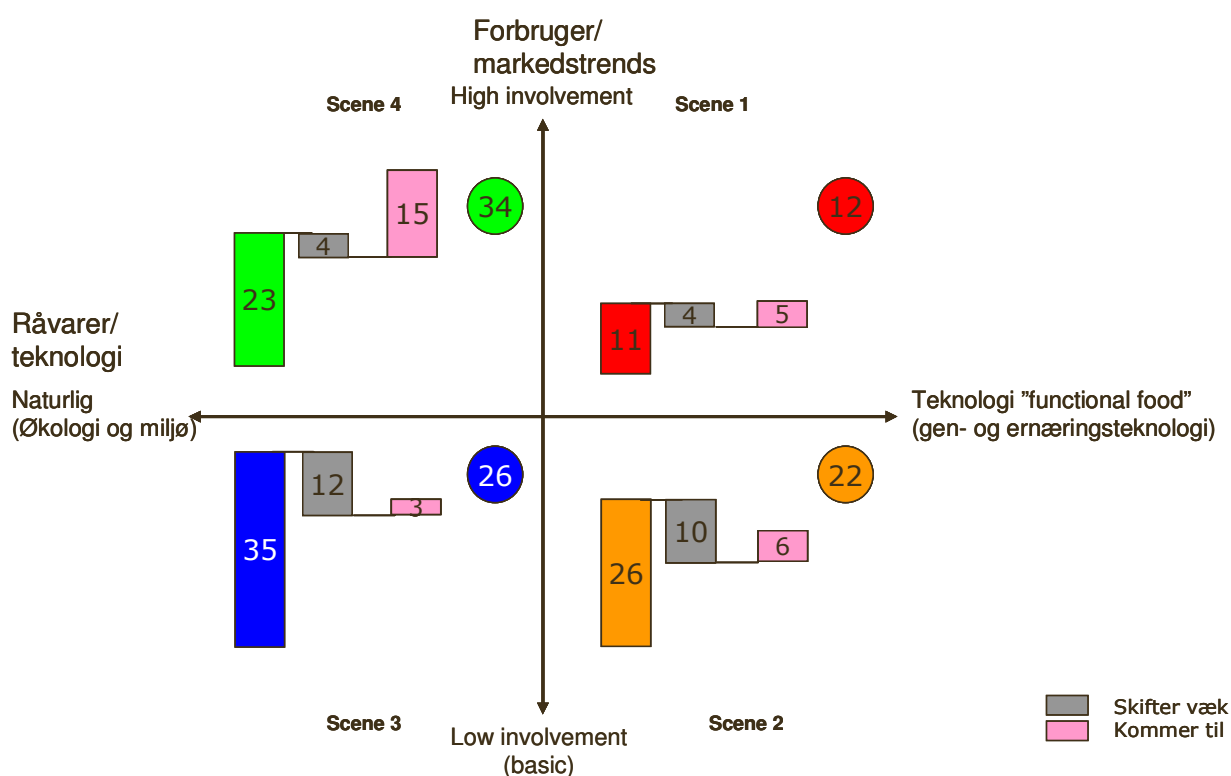 Forbruger/
markedstrends
High involvement
Scene 4
Scene 1
15
34
12
4
23
4
5
11
Råvarer/
teknologi
Naturlig
(Økologi og miljø)
Teknologi ”functional food”
(gen- og ernæringsteknologi)
12
3
26
35
22
10
6
26
Scene 3
Scene 2
Low involvement
(basic)
Skifter væk
Kommer til